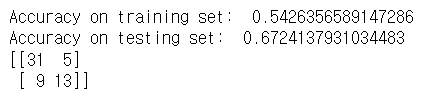 Accuracy on training set:  0.5426356589147286
Accuracy on testing set:  0.6724137931034483
[[31  5]
 [ 9 13]]